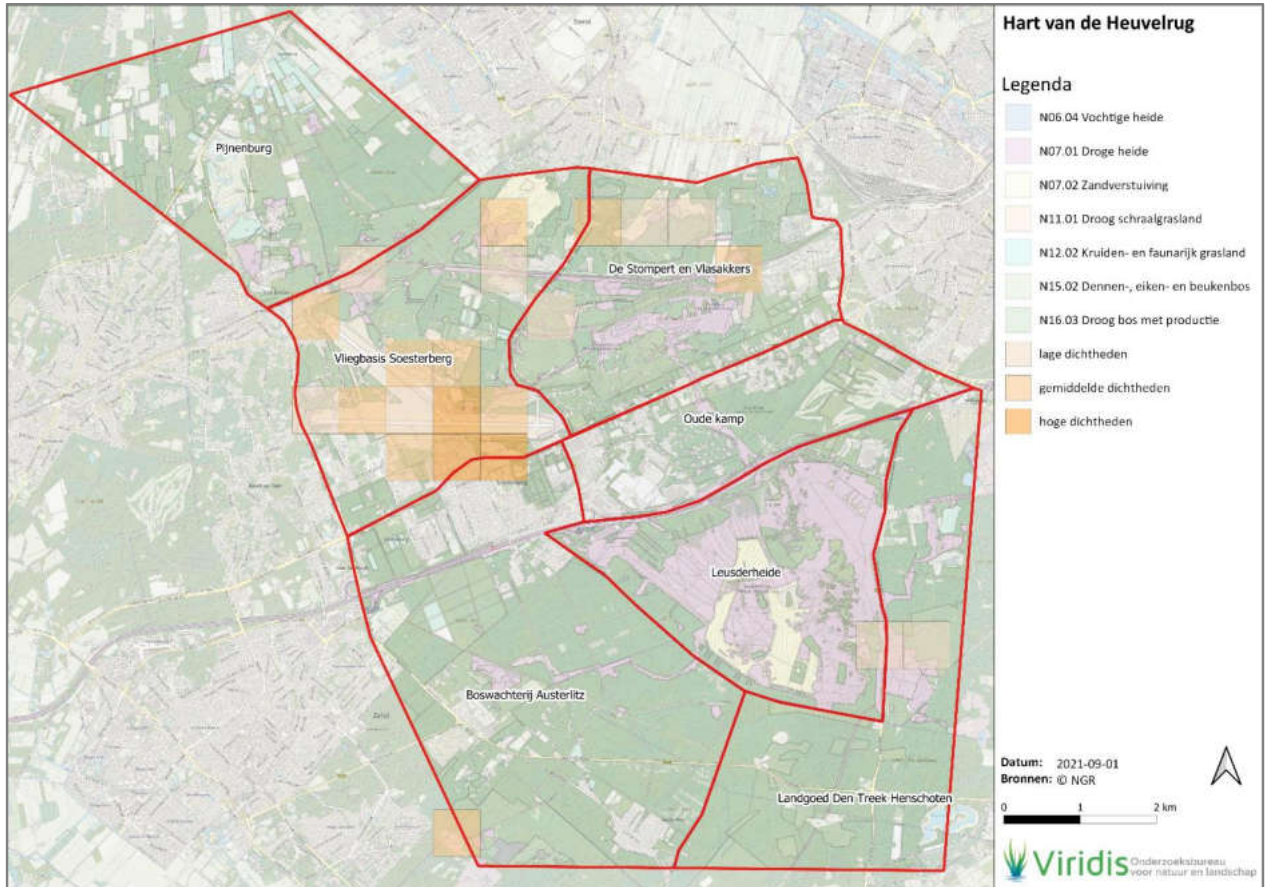 Hart van de Heuvelrug
Legenda
N06.04 Vochtige heide
N07.01 Droge heide
N07.02 Zandverstuiving
N11.01 Droog schraalgrasland
N12.02 Kruiden- en faunarijk grasland
N15.02 Dennen-, eiken- en beukenbos
N16.03 Droog bos met productie
lage dichtheden
gemiddelde dichtheden
hoge dichtheden
Pijnenburg
De Stompert en Vlasakkers
Vliegbasis Soesterberg
Oude kamp
Leusderheide
Boswachterij Austerlitz
Landgoed Den Treek Henschoten
Zeist
Datum: 2021-09-01
Bronnen: © NGR
0 1 2 km
Viridis Onderzoeksbureau
voor natuur en landschap